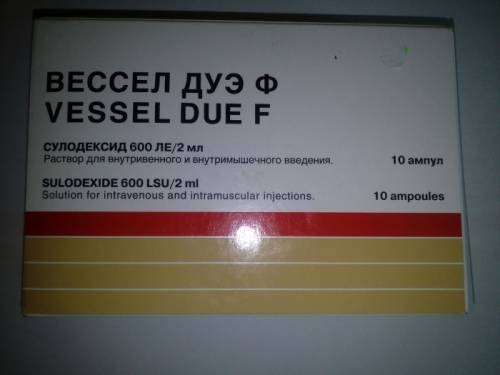 ВЕССЕЛ ДУЭ Ф
VESSEL DUE F
СУЛОДЕКСИД 600 ЛЕ/2 мл
Раствор для внутривенного и внутримышечного введения.
10 ампул
SULODEXIDE 600 LSU/2 ml
Solution for intravenous and intramuscular injections.
10 ampoules